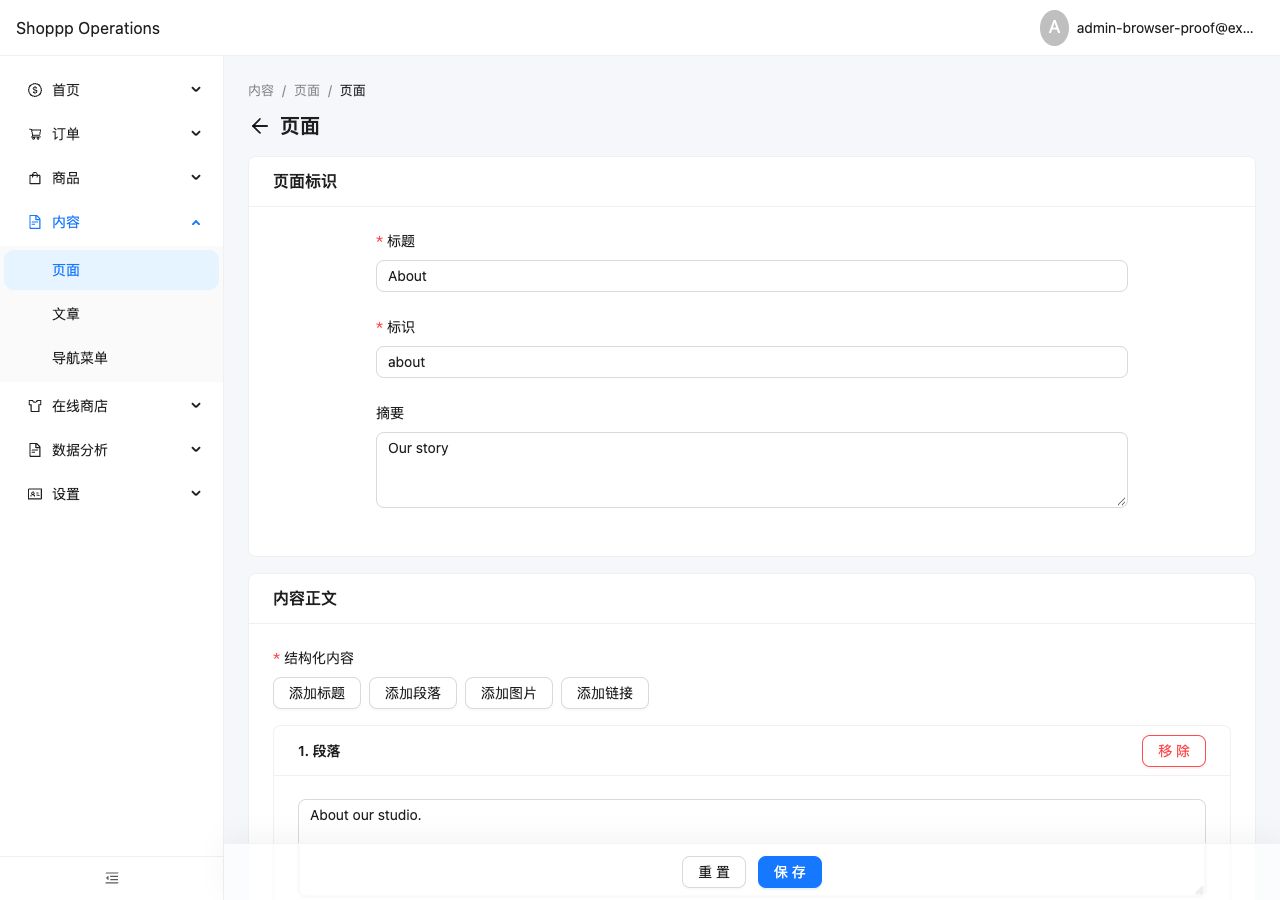 Shoppp Operations
A admin-browser-proof@ex...
首页
订单
商品
内容
页面
文章
导航菜单
在线商店
数据分析
设置
内容 / 页面 / 页面
页面
页面标识
* 标题
About
* 标识
about
摘要
Our story
内容正文
* 结构化内容
添加标题 添加段落 添加图片 添加链接
1. 段落 移 除
About our studio.
重 置 保 存